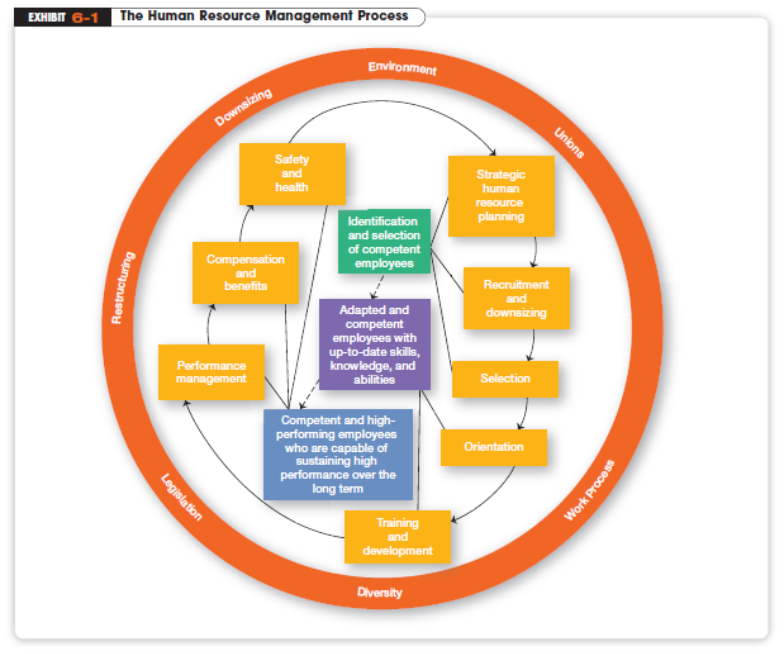 EXHIBIT 6-1 The Human Resource Management Process
Environment
Downsizing
Unions
Safety
and
health
Strategic
human
resource
planning
Identification
and selection
of competent
employees
Compensation
and
benefits
Recruitment
and
downsizing
Restructuring
Adapted and
competent
employees with
up-to-date skills,
knowledge, and
abilities
Performance
management
Selection
Competent and high-
performing employees
who are capable of
sustaining high
performance over the
long term
Orientation
Legislation
Work Process
Training
and
development
Diversity